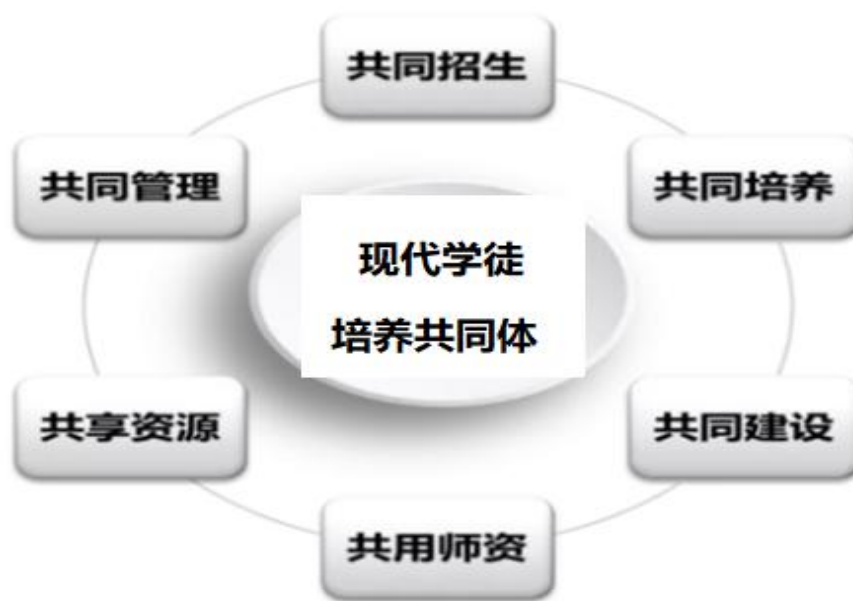 共同招生
共同管理
共同培养
现代学徒
培养共同体
共享资源
共同建设
共用师资